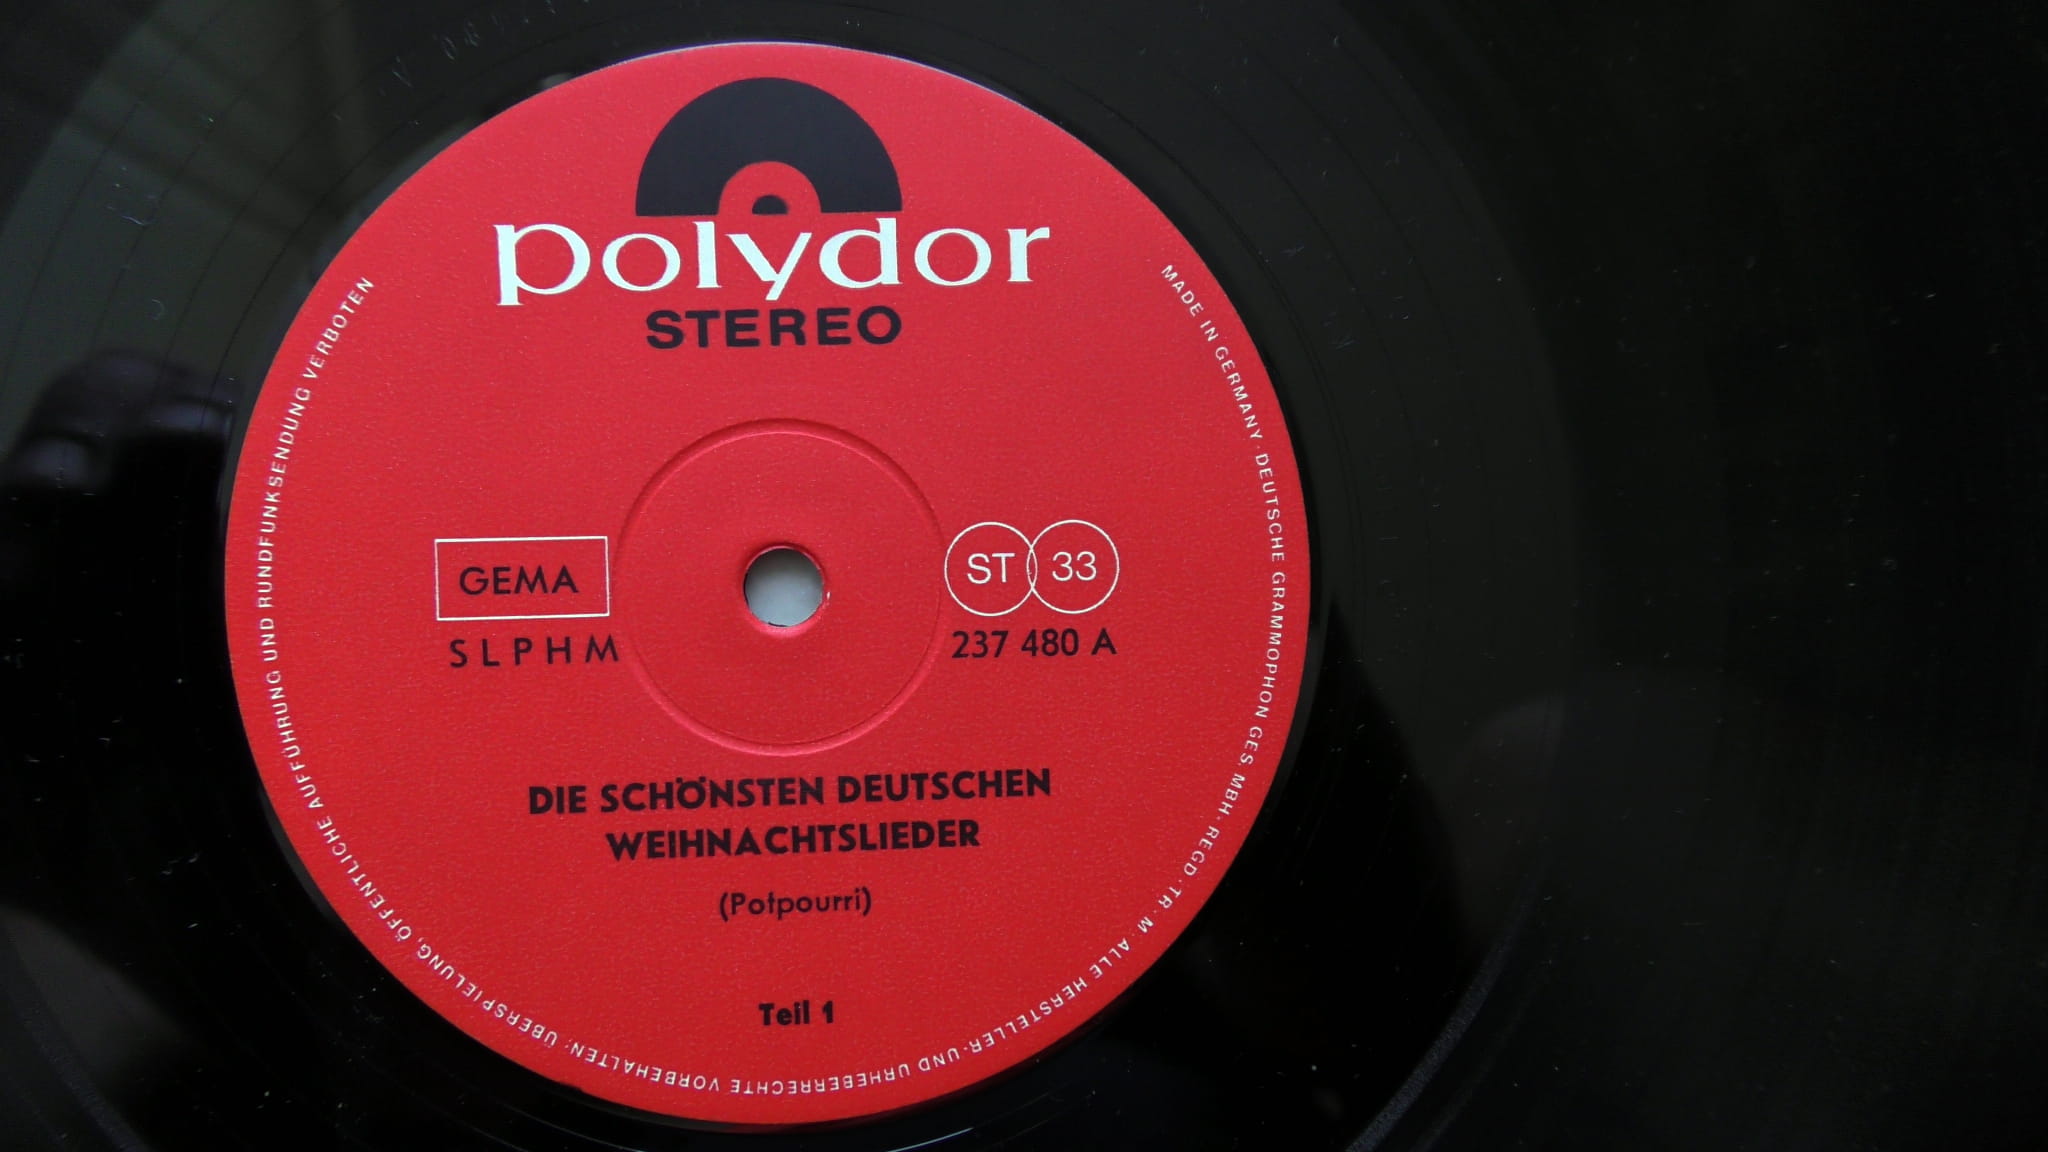 polydor
STEREO
GEMA
SLPHM
ST 33
237 480 A
DIE SCHÖNSTEN DEUTSCHEN
WEIHNACHTSLIEDER
(Potpourri)
Teil 1
MADE IN GERMANY · DEUTSCHE GRAMMOPHON GES. MBH · REGD · TR · M · ALLE HERSTELLER- UND URHEBERRECHTE VORBEHALTEN; ÜBERSPIELUNG, ÖFFENTLICHE AUFFÜHRUNG UND RUNDFUNKSENDUNG VERBOTEN